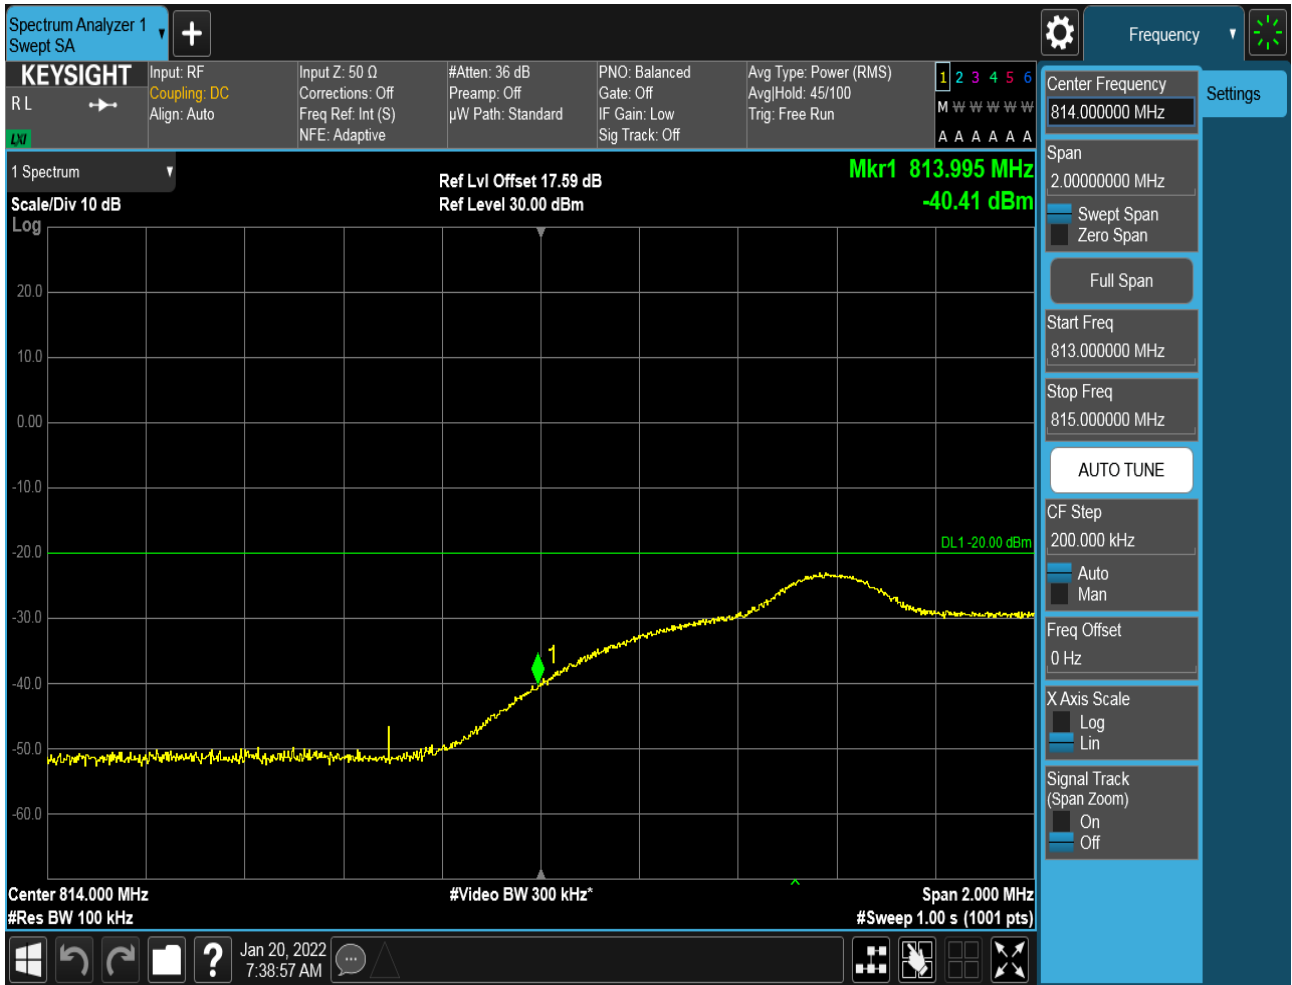 Spectrum Analyzer 1
Swept SA
Frequency
KEYSIGHT
R L
LXI
Input: RF
Coupling: DC
Align: Auto
Input Z: 50 Ω
Corrections: Off
Freq Ref: Int (S)
NFE: Adaptive
#Atten: 36 dB
Preamp: Off
µW Path: Standard
PNO: Balanced
Gate: Off
IF Gain: Low
Sig Track: Off
Avg Type: Power (RMS)
Avg|Hold: 45/100
Trig: Free Run
1 2 3 4 5 6
M W W W W W
A A A A A A
Center Frequency
814.000000 MHz
Settings
Span
2.00000000 MHz
Swept Span
Zero Span
Full Span
Start Freq
813.000000 MHz
Stop Freq
815.000000 MHz
AUTO TUNE
CF Step
200.000 kHz
Auto
Man
Freq Offset
0 Hz
X Axis Scale
Log
Lin
Signal Track
(Span Zoom)
On
Off
1 Spectrum
Scale/Div 10 dB
Log
Ref Lvl Offset 17.59 dB
Ref Level 30.00 dBm
Mkr1 813.995 MHz
-40.41 dBm
20.0
10.0
0.00
-10.0
-20.0
DL1 -20.00 dBm
-30.0
1
-40.0
-50.0
-60.0
Center 814.000 MHz
#Video BW 300 kHz*
Span 2.000 MHz
#Res BW 100 kHz
#Sweep 1.00 s (1001 pts)
?
Jan 20, 2022
7:38:57 AM